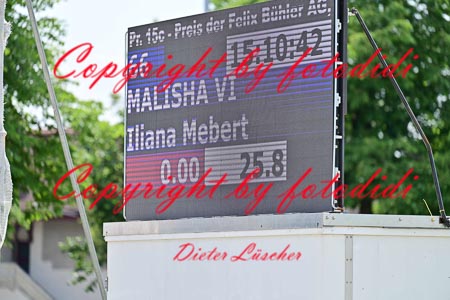 Pr. 15c - Preis der Felix Bühler AG
15:10:42
Copyright by fotodidi
MALISHA VI
Iliana Mebert
0.00 25.8
Copyright by fotodidi
Dieter Lüscher